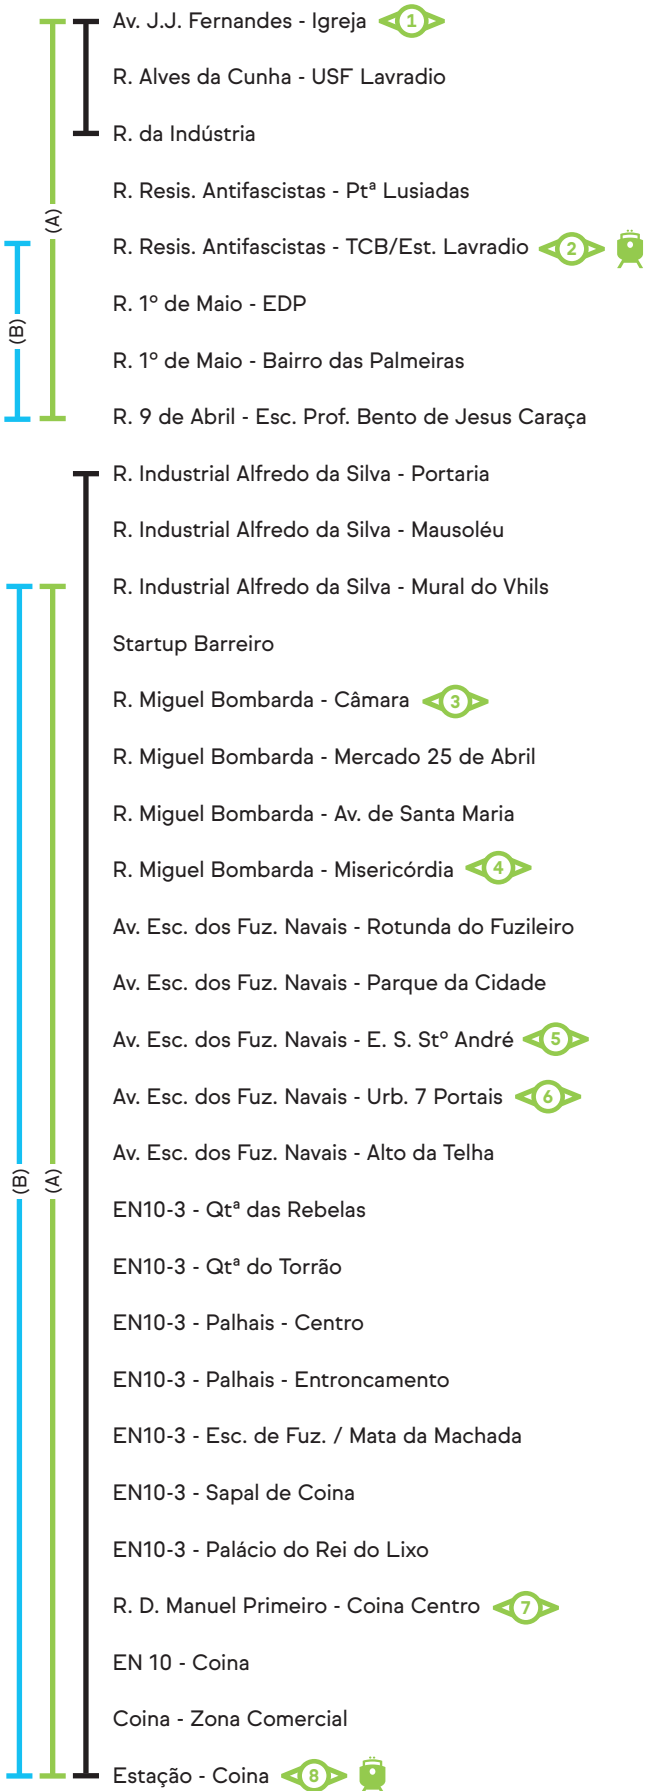 Av. J.J. Fernandes - Igreja 1
R. Alves da Cunha - USF Lavradio
R. da Indústria
R. Resis. Antifascistas - Ptª Lusiadas
(A)
R. Resis. Antifascistas - TCB/Est. Lavradio 2
R. 1º de Maio - EDP
(B)
R. 1º de Maio - Bairro das Palmeiras
R. 9 de Abril - Esc. Prof. Bento de Jesus Caraça
R. Industrial Alfredo da Silva - Portaria
R. Industrial Alfredo da Silva - Mausoléu
R. Industrial Alfredo da Silva - Mural do Vhils
Startup Barreiro
R. Miguel Bombarda - Câmara 3
R. Miguel Bombarda - Mercado 25 de Abril
R. Miguel Bombarda - Av. de Santa Maria
R. Miguel Bombarda - Misericórdia 4
Av. Esc. dos Fuz. Navais - Rotunda do Fuzileiro
Av. Esc. dos Fuz. Navais - Parque da Cidade
Av. Esc. dos Fuz. Navais - E. S. Stº André 5
Av. Esc. dos Fuz. Navais - Urb. 7 Portais 6
Av. Esc. dos Fuz. Navais - Alto da Telha
(B) (A)
EN10-3 - Qtª das Rebelas
EN10-3 - Qtª do Torrão
EN10-3 - Palhais - Centro
EN10-3 - Palhais - Entroncamento
EN10-3 - Esc. de Fuz. / Mata da Machada
EN10-3 - Sapal de Coina
EN10-3 - Palácio do Rei do Lixo
R. D. Manuel Primeiro - Coina Centro 7
EN 10 - Coina
Coina - Zona Comercial
Estação - Coina 8